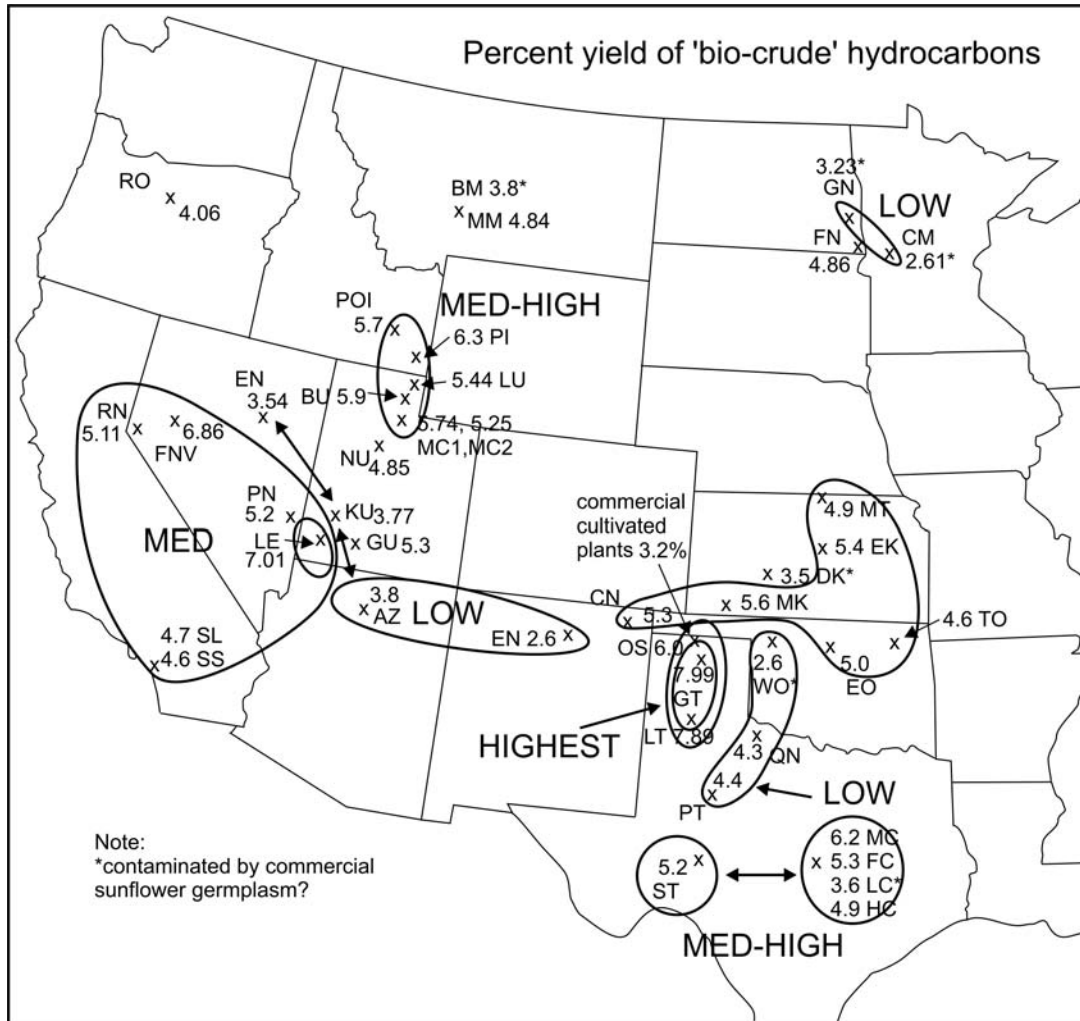 Percent yield of 'bio-crude' hydrocarbons
3.23*
GN
LOW
RO
4.06
BM 3.8*
MM 4.84
FN
4.86
CM
2.61*
POI
5.7
MED-HIGH
6.3 PI
EN
3.54
BU 5.9
5.44 LU
RN
5.11
6.86
FNV
5.74, 5.25
MC1,MC2
NU
4.85
PN
5.2
KU 3.77
MED
LE
7.01
GU 5.3
commercial
cultivated
plants 3.2%
4.9 MT
5.4 EK
3.5 DK*
CN
5.3
5.6 MK
3.8
AZ
LOW
EN 2.6
4.6 TO
4.7 SL
4.6 SS
OS 6.0
7.99
GT
2.6
WO*
5.0
EO
HIGHEST
LT 7.89
4.3
QN
4.4
PT
LOW
Note:
*contaminated by commercial
sunflower germplasm?
5.2
ST
6.2 MC
5.3 FC
3.6 LC*
4.9 HC
MED-HIGH